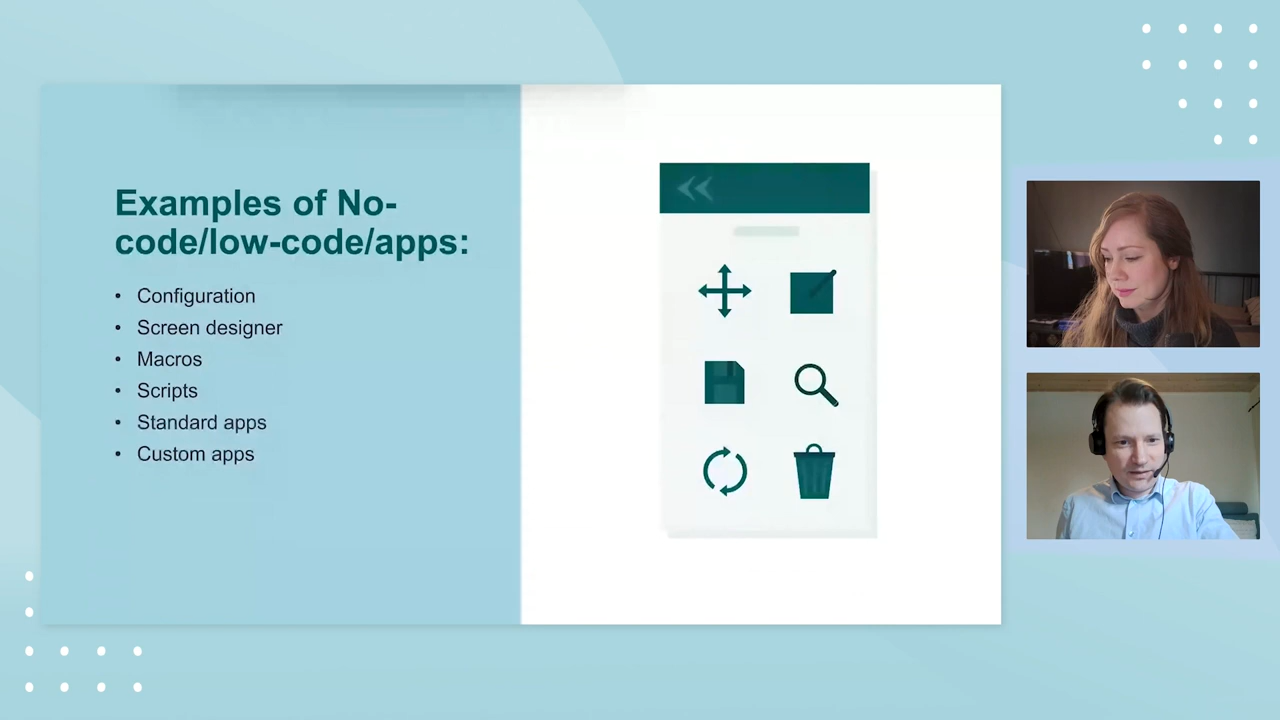 Examples of No-
code/low-code/apps:
• Configuration
• Screen designer
• Macros
• Scripts
• Standard apps
• Custom apps